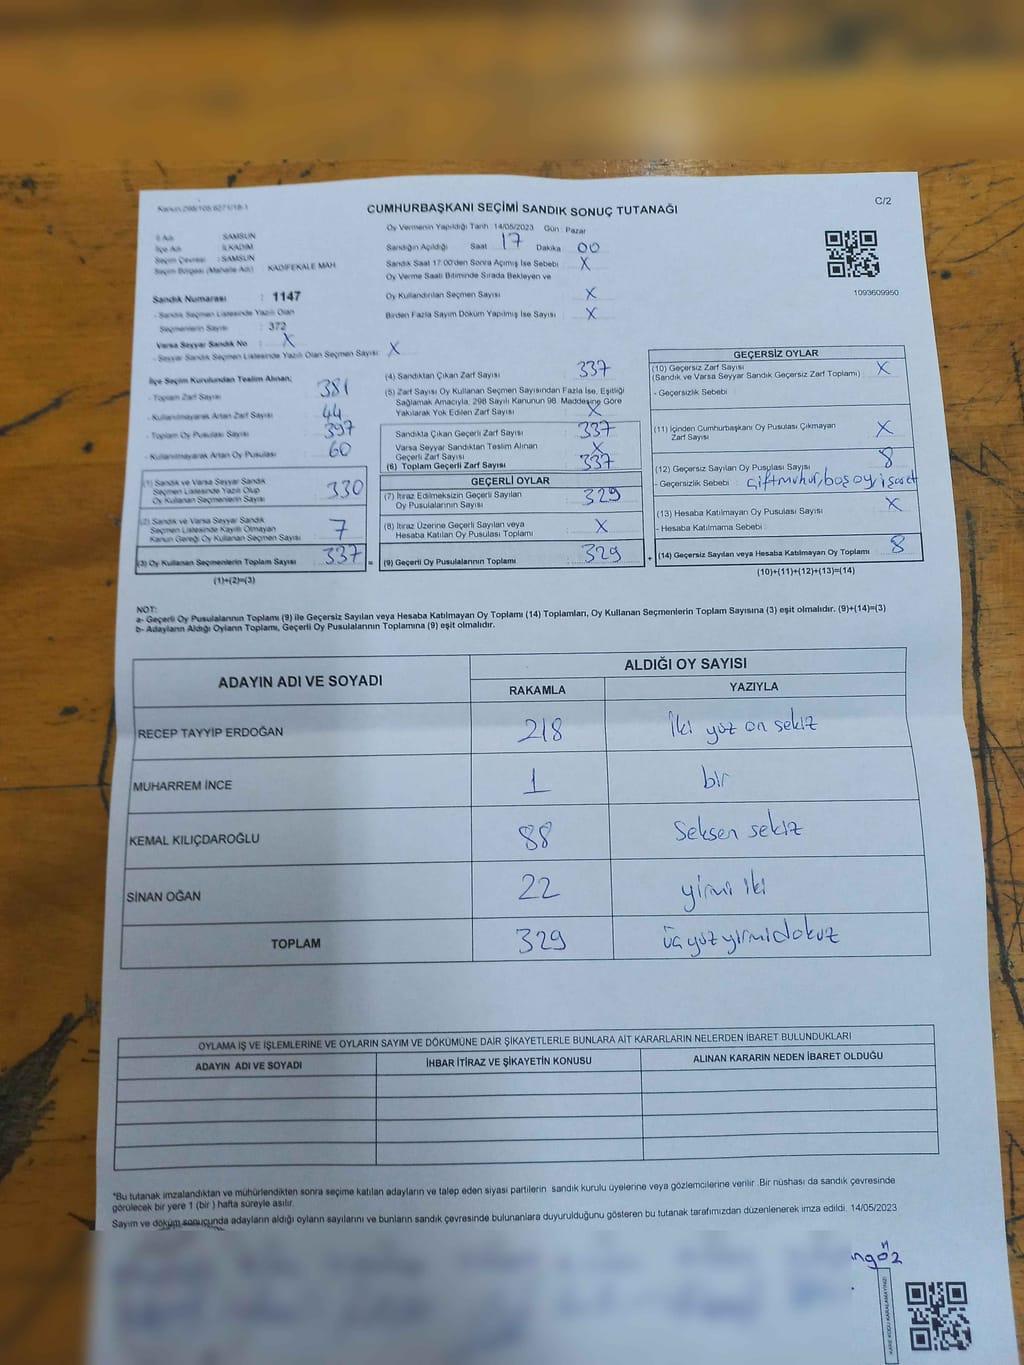 Kanun:298/105,6271/18-1
CUMHURBAŞKANI SEÇİMİ SANDIK SONUÇ TUTANAĞI
C/2
İl Adı : SAMSUN
İlçe Adı : İLKADIM
Seçim Çevresi : SAMSUN
Seçim Bölgesi (Mahalle Adı) : KADIFEKALE MAH.
Sandık Numarası : 1147
- Sandık Seçmen Listesinde Yazılı Olan
Seçmenlerin Sayısı : 372
Varsa Seyyar Sandık No : X
- Seyyar Sandık Seçmen Listesinde Yazılı Olan Seçmen Sayısı: X
Oy Vermenin Yapıldığı Tarih :14/05/2023 Gün : Pazar
Sandığın Açıldığı Saat 17 Dakika 00
Sandık Saat 17:00'den Sonra Açılmış İse Sebebi : X
Oy Verme Saati Bitiminde Sırada Bekleyen ve
Oy Kullandırılan Seçmen Sayısı : X
Birden Fazla Sayım Döküm Yapılmış İse Sayısı : X
1093609950
İlçe Seçim Kurulundan Teslim Alınan;
- Toplam Zarf Sayısı : 381
- Kullanılmayarak Artan Zarf Sayısı : 44
- Toplam Oy Pusulası Sayısı : 397
- Kullanılmayarak Artan Oy Pusulası : 60
(1) Sandık ve Varsa Seyyar Sandık
Seçmen Listesinde Yazılı Olup
Oy Kullanan Seçmenlerin Sayısı : 330
(2) Sandık ve Varsa Seyyar Sandık
Seçmen Listesinde Kayıtlı Olmayan
Kanun Gereği Oy Kullanan Seçmen Sayısı : 7
(3) Oy Kullanan Seçmenlerin Toplam Sayısı : 337
(1)+(2)=(3)
(4) Sandıktan Çıkan Zarf Sayısı : 337
(5) Zarf Sayısı Oy Kullanan Seçmen Sayısından Fazla İse, Eşitliği
Sağlamak Amacıyla, 298 Sayılı Kanunun 98. Maddesine Göre
Yakılarak Yok Edilen Zarf Sayısı : X
Sandıkta Çıkan Geçerli Zarf Sayısı : 337
Varsa Seyyar Sandıktan Teslim Alınan
Geçerli Zarf Sayısı : X
(6) Toplam Geçerli Zarf Sayısı : 337
GEÇERLİ OYLAR
(7) İtiraz Edilmeksizin Geçerli Sayılan
Oy Pusulalarının Sayısı : 329
(8) İtiraz Üzerine Geçerli Sayılan veya
Hesaba Katılan Oy Pusulası Toplamı : X
(9) Geçerli Oy Pusulalarının Toplamı : 329
GEÇERSİZ OYLAR
(10) Geçersiz Zarf Sayısı : X
(Sandık ve Varsa Seyyar Sandık Geçersiz Zarf Toplamı)
- Geçersizlik Sebebi :
(11) İçinden Cumhurbaşkanı Oy Pusulası Çıkmayan
Zarf Sayısı : X
(12) Geçersiz Sayılan Oy Pusulası Sayısı : 8
- Geçersizlik Sebebi : Çift mühür, boş oy, işaret
(13) Hesaba Katılmayan Oy Pusulası Sayısı : X
- Hesaba Katılmama Sebebi :
(14) Geçersiz Sayılan veya Hesaba Katılmayan Oy Toplamı : 8
(10)+(11)+(12)+(13)=(14)
NOT:
a- Geçerli Oy Pusulalarının Toplamı (9) ile Geçersiz Sayılan veya Hesaba Katılmayan Oy Toplamı (14) Toplamları, Oy Kullanan Seçmenlerin Toplam Sayısına (3) eşit olmalıdır. (9)+(14)=(3)
b- Adayların Aldığı Oyların Toplamı, Geçerli Oy Pusulalarının Toplamına (9) eşit olmalıdır.
ADAYIN ADI VE SOYADI ALDIĞI OY SAYISI
RAKAMLA YAZIYLA
RECEP TAYYİP ERDOĞAN 218 İki yüz on sekiz
MUHARREM İNCE 1 bir
KEMAL KILIÇDAROĞLU 88 Seksen sekiz
SİNAN OĞAN 22 yirmi iki
TOPLAM 329 üç yüz yirmi dokuz
OYLAMA İŞ VE İŞLEMLERİNE VE OYLARIN SAYIM VE DÖKÜMÜNE DAİR ŞİKAYETLERLE BUNLARA AİT KARARLARIN NELERDEN İBARET BULUNDUKLARI
ADAYIN ADI VE SOYADI İHBAR İTİRAZ VE ŞİKAYETİN KONUSU ALINAN KARARIN NEDEN İBARET OLDUĞU
*Bu tutanak imzalandıktan ve mühürlendikten sonra seçime katılan adayların ve talep eden siyasi partilerin sandık kurulu üyelerine veya gözlemcilerine verilir .Bir nüshası da sandık çevresinde
görülecek bir yere 1 (bir ) hafta süreyle asılır.
Sayım ve döküm sonucunda adayların aldığı oyların sayılarını ve bunların sandık çevresinde bulunanlara duyurulduğunu gösteren bu tutanak tarafımızdan düzenlenerek imza edildi. 14/05/2023
KARE KODU KARALAMAYINIZ!